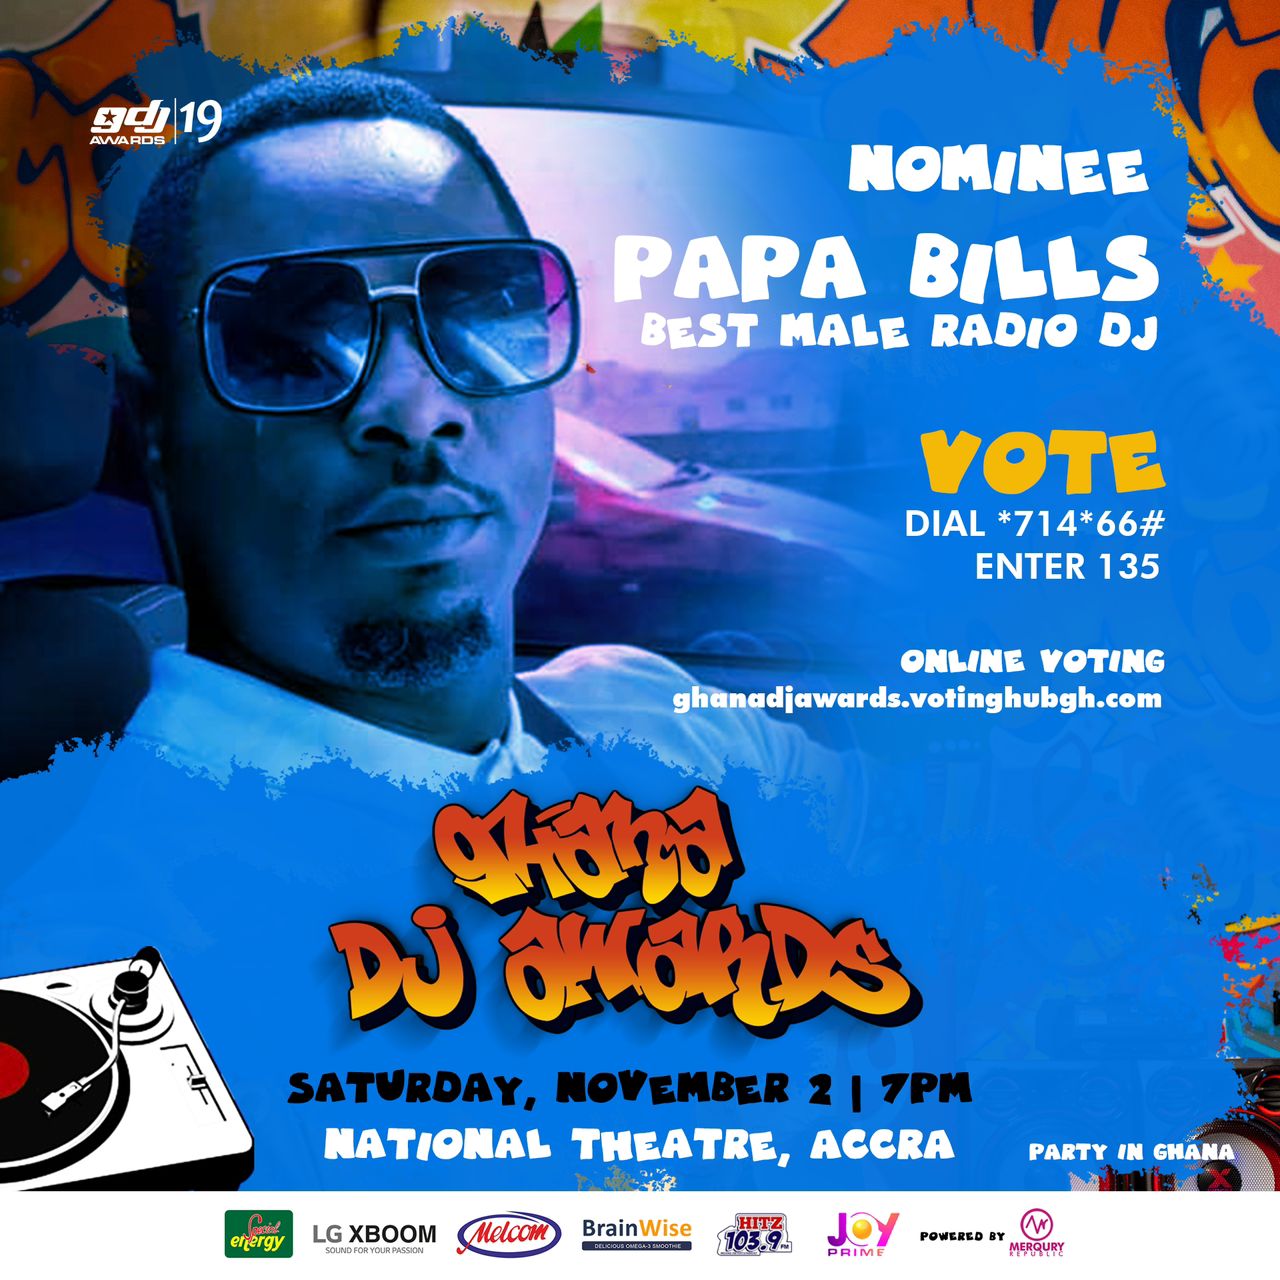 gdj 19
AWARDS
NOMINEE
PAPA BILLS
BEST MALE RADIO DJ
VOTE
DIAL *714*66#
ENTER 135
ONLINE VOTING
ghanadjawards.votinghubgh.com
GHANA
DJ AWARDS
SATURDAY, NOVEMBER 2 | 7PM
NATIONAL THEATRE, ACCRA
PARTY IN GHANA
Special
energy
LG XBOOM
SOUND FOR YOUR PASSION
Melcom
BrainWise
DELICIOUS OMEGA-3 SMOOTHIE
HITZ
103.9 FM
JOY
PRIME
POWERED BY
MERQURY
REPUBLIC